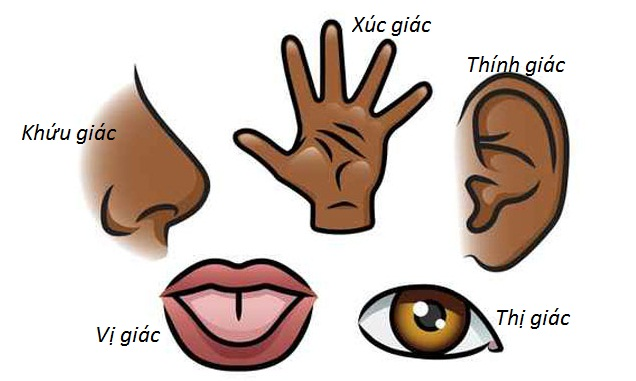 Xúc giác
Thính giác
Khứu giác
Vị giác
Thị giác